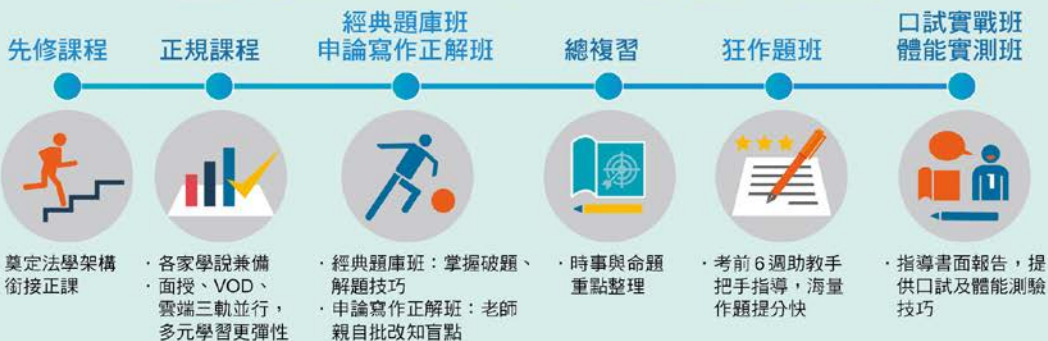 先修課程
正規課程
經典題庫班
申論寫作正解班
總複習
狂作題班
口試實戰班
體能實測班
奠定法學架構
銜接正課
·各家學說兼備
·面授、VOD、
雲端三軌並行，
多元學習更彈性
·經典題庫班：掌握破題、
解題技巧
·申論寫作正解班：老師
親自批改知盲點
·時事與命題
重點整理
·考前6週助教手
把手指導，海量
作題提分快
·指導書面報告，提
供口試及體能測驗
技巧